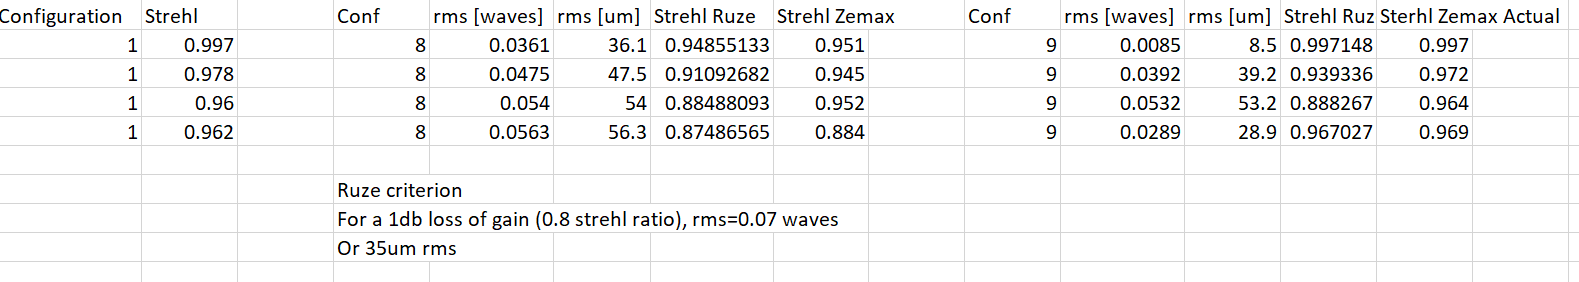 Configuration Strehl Conf rms [waves] rms [um] Strehl Ruze Strehl Zemax Conf rms [waves] rms [um] Strehl Ruz Sterhl Zemax Actual
1 0.997 8 0.0361 36.1 0.94855133 0.951 9 0.0085 8.5 0.997148 0.997
1 0.978 8 0.0475 47.5 0.91092682 0.945 9 0.0392 39.2 0.939336 0.972
1 0.96 8 0.054 54 0.88488093 0.952 9 0.0532 53.2 0.888267 0.964
1 0.962 8 0.0563 56.3 0.87486565 0.884 9 0.0289 28.9 0.967027 0.969
Ruze criterion
For a 1db loss of gain (0.8 strehl ratio), rms=0.07 waves
Or 35um rms